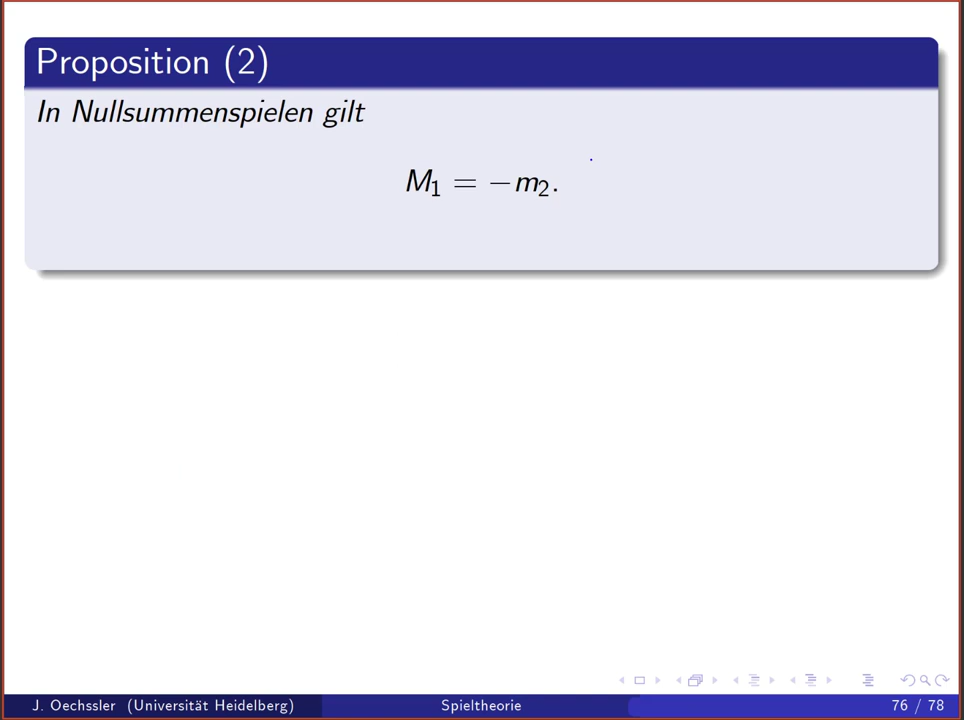 Proposition (2)
In Nullsummenspielen gilt
M₁ = −m₂.
J. Oechssler (Universität Heidelberg) Spieltheorie 76 / 78